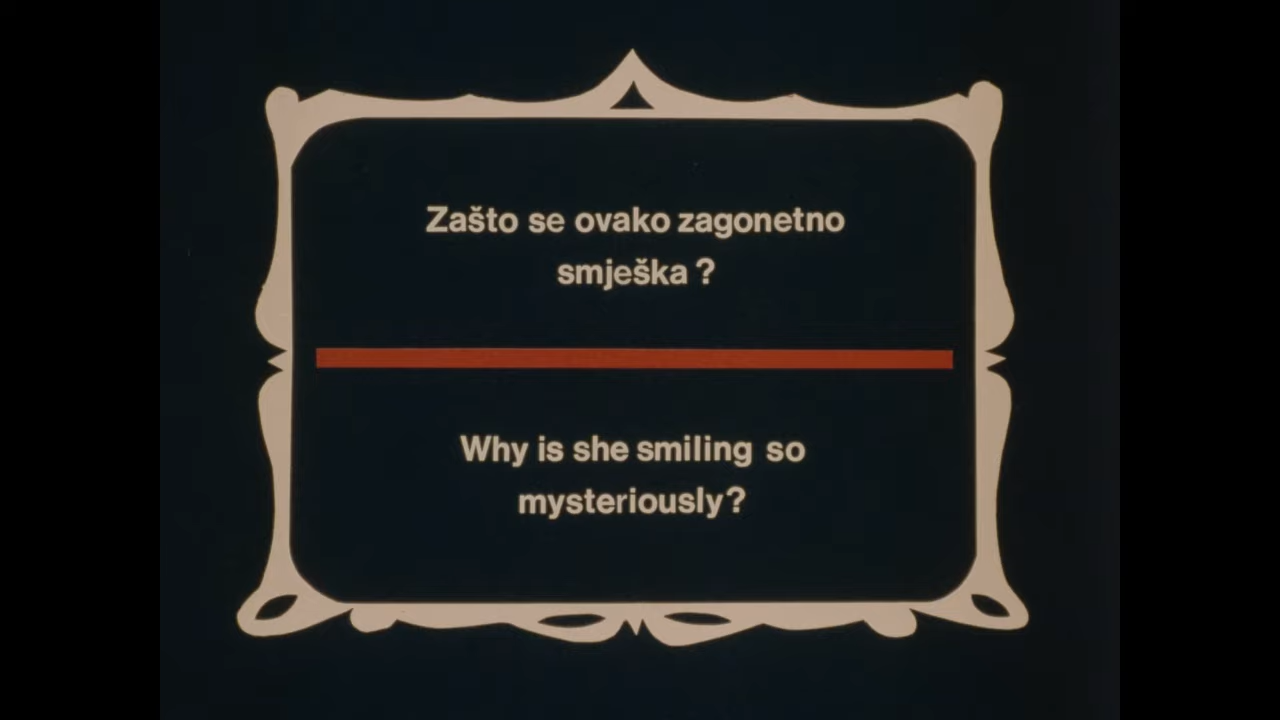 Zašto se ovako zagonetno
smješka ?
Why is she smiling so
mysteriously?